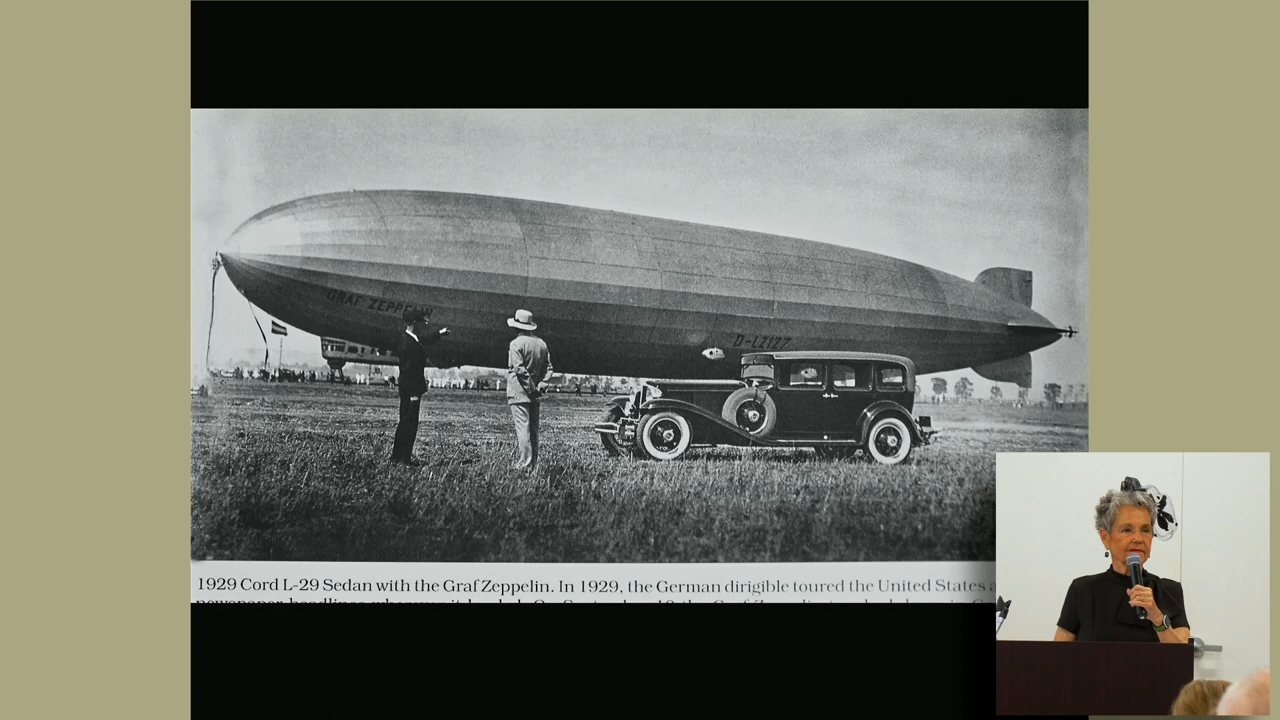 GRAF ZEPPELIN
D-LZ127
1929 Cord L-29 Sedan with the Graf Zeppelin. In 1929, the German dirigible toured the United States a